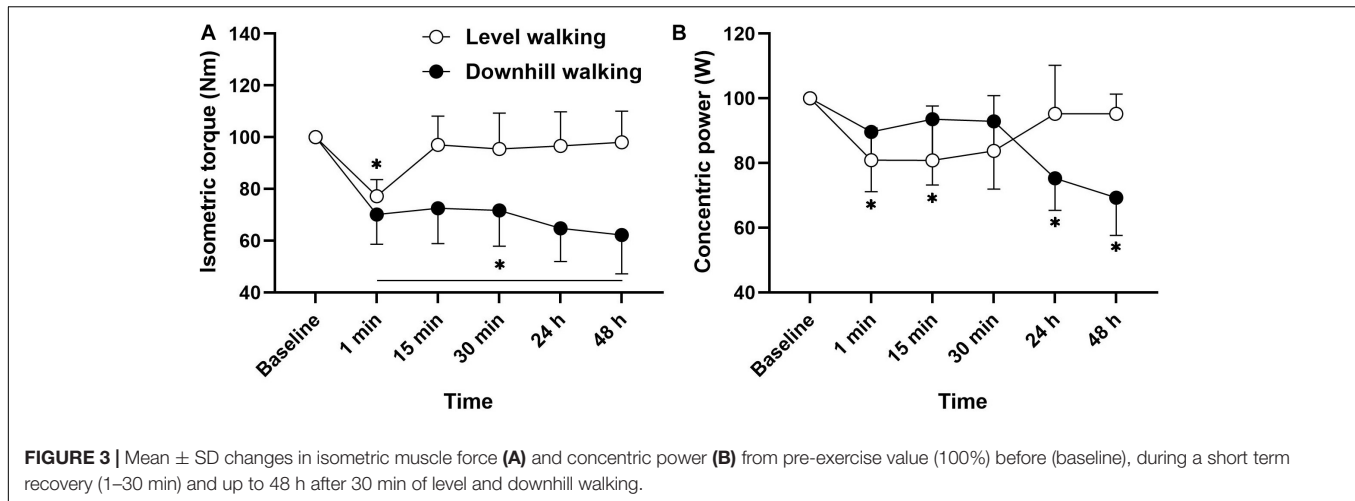 A
Isometric torque (Nm)
140
120
100
80
60
40
Level walking
Downhill walking
*
*
Baseline
1 min
15 min
30 min
24 h
48 h
Time
B
Concentric power (W)
120
100
80
60
40
*
*
*
*
Baseline
1 min
15 min
30 min
24 h
48 h
Time
FIGURE 3 | Mean ± SD changes in isometric muscle force (A) and concentric power (B) from pre-exercise value (100%) before (baseline), during a short term
recovery (1–30 min) and up to 48 h after 30 min of level and downhill walking.